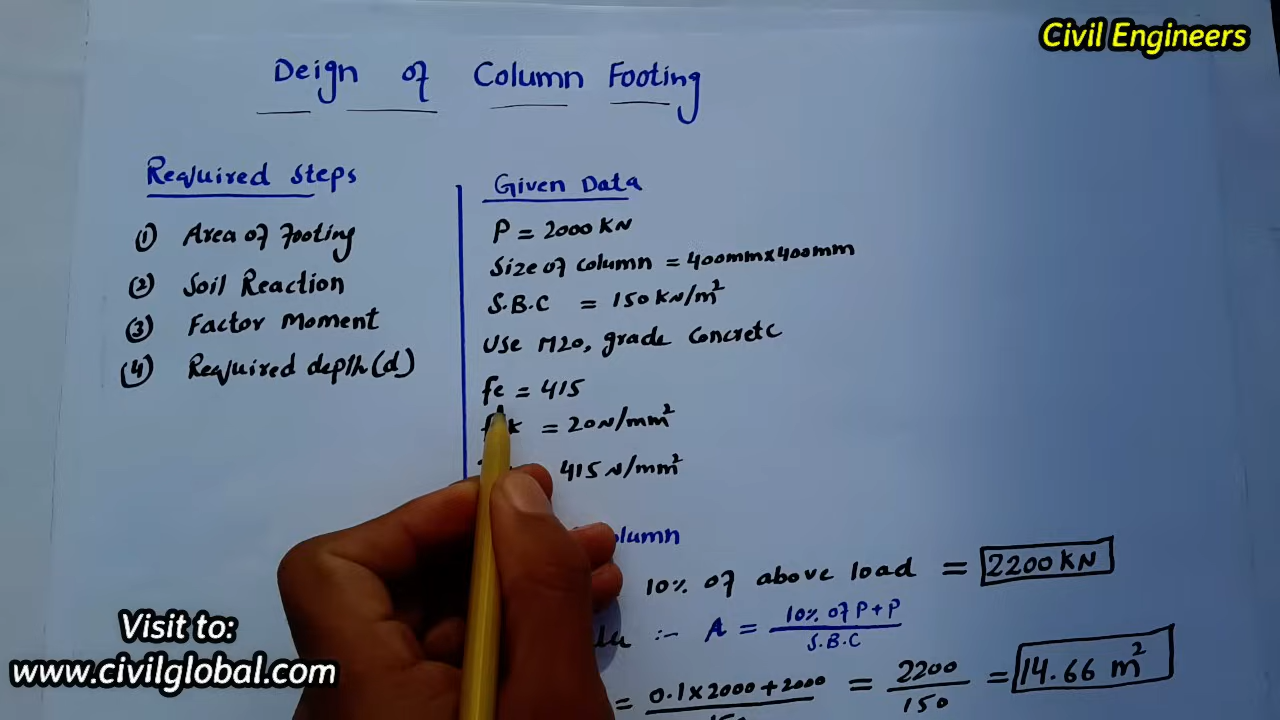 Civil Engineers
Deign of Column Footing
Required Steps
① Area of Footing
② Soil Reaction
③ Factor Moment
④ Required depth (d)
Given Data
P = 2000 KN
Size of Column = 400mm x 400mm
S.B.C = 150 KN/m²
Use M20, grade Concrete
fe = 415
k = 20 N/mm²
415 N/mm²
lumn
10% of above load = 2200 KN
:- A = 10% of P + P / S.B.C
= 0.1 x 2000 + 2000 / 150 = 2200 / 150 = 14.66 m²
Visit to:
www.civilglobal.com